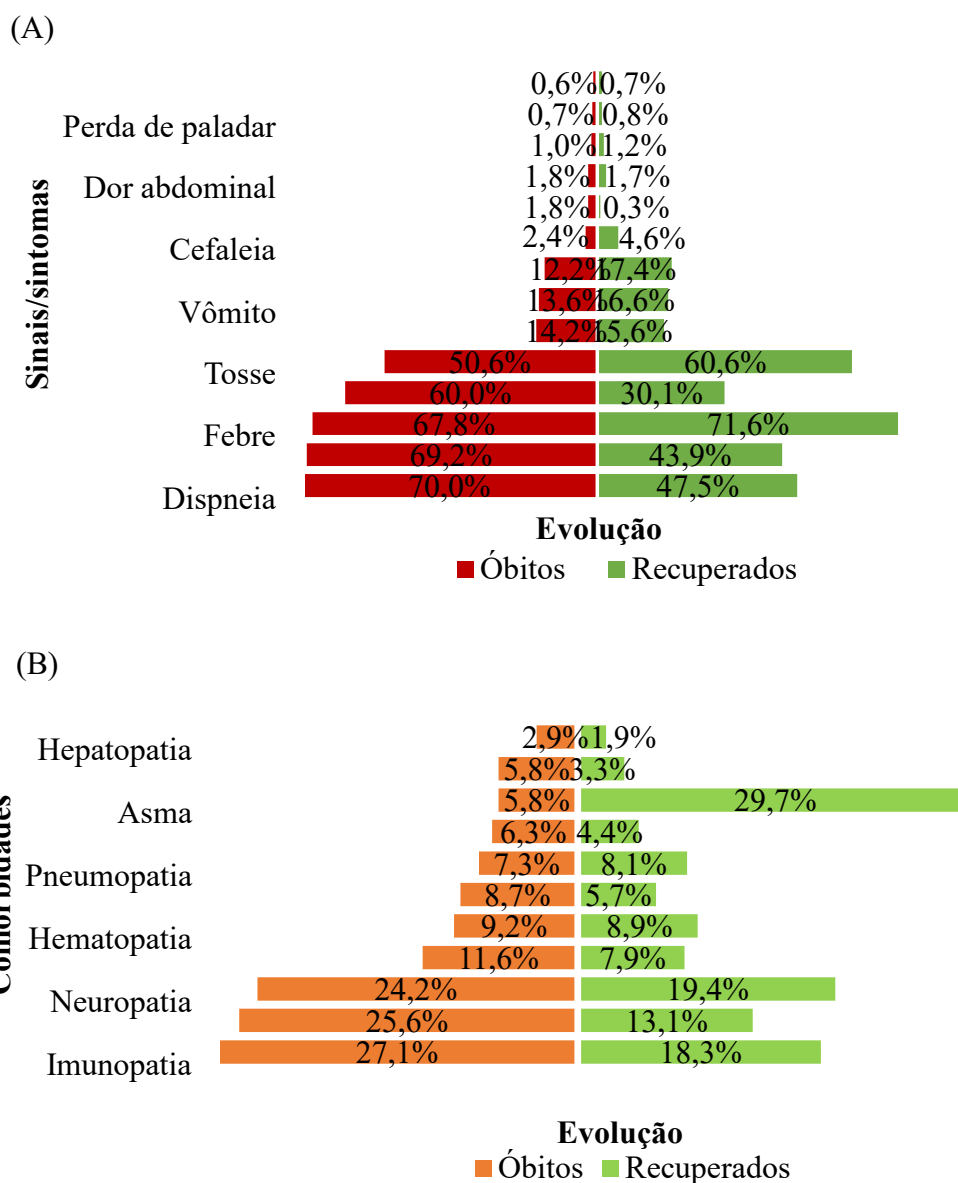 (A)
Sinais/sintomas
0,6% 0,7%
Perda de paladar 0,7% 0,8%
1,0% 1,2%
Dor abdominal 1,8% 1,7%
1,8% 0,3%
Cefaleia 2,4% 4,6%
12,2% 17,4%
Vômito 13,6% 16,6%
14,2% 15,6%
Tosse 50,6% 60,6%
60,0% 30,1%
Febre 67,8% 71,6%
69,2% 43,9%
Dispneia 70,0% 47,5%
Evolução
Óbitos Recuperados
(B)
Comorbidades
Hepatopatia 2,9% 1,9%
5,8% 3,3%
Asma 5,8% 29,7%
6,3% 4,4%
Pneumopatia 7,3% 8,1%
8,7% 5,7%
Hematopatia 9,2% 8,9%
11,6% 7,9%
Neuropatia 24,2% 19,4%
25,6% 13,1%
Imunopatia 27,1% 18,3%
Evolução
Óbitos Recuperados